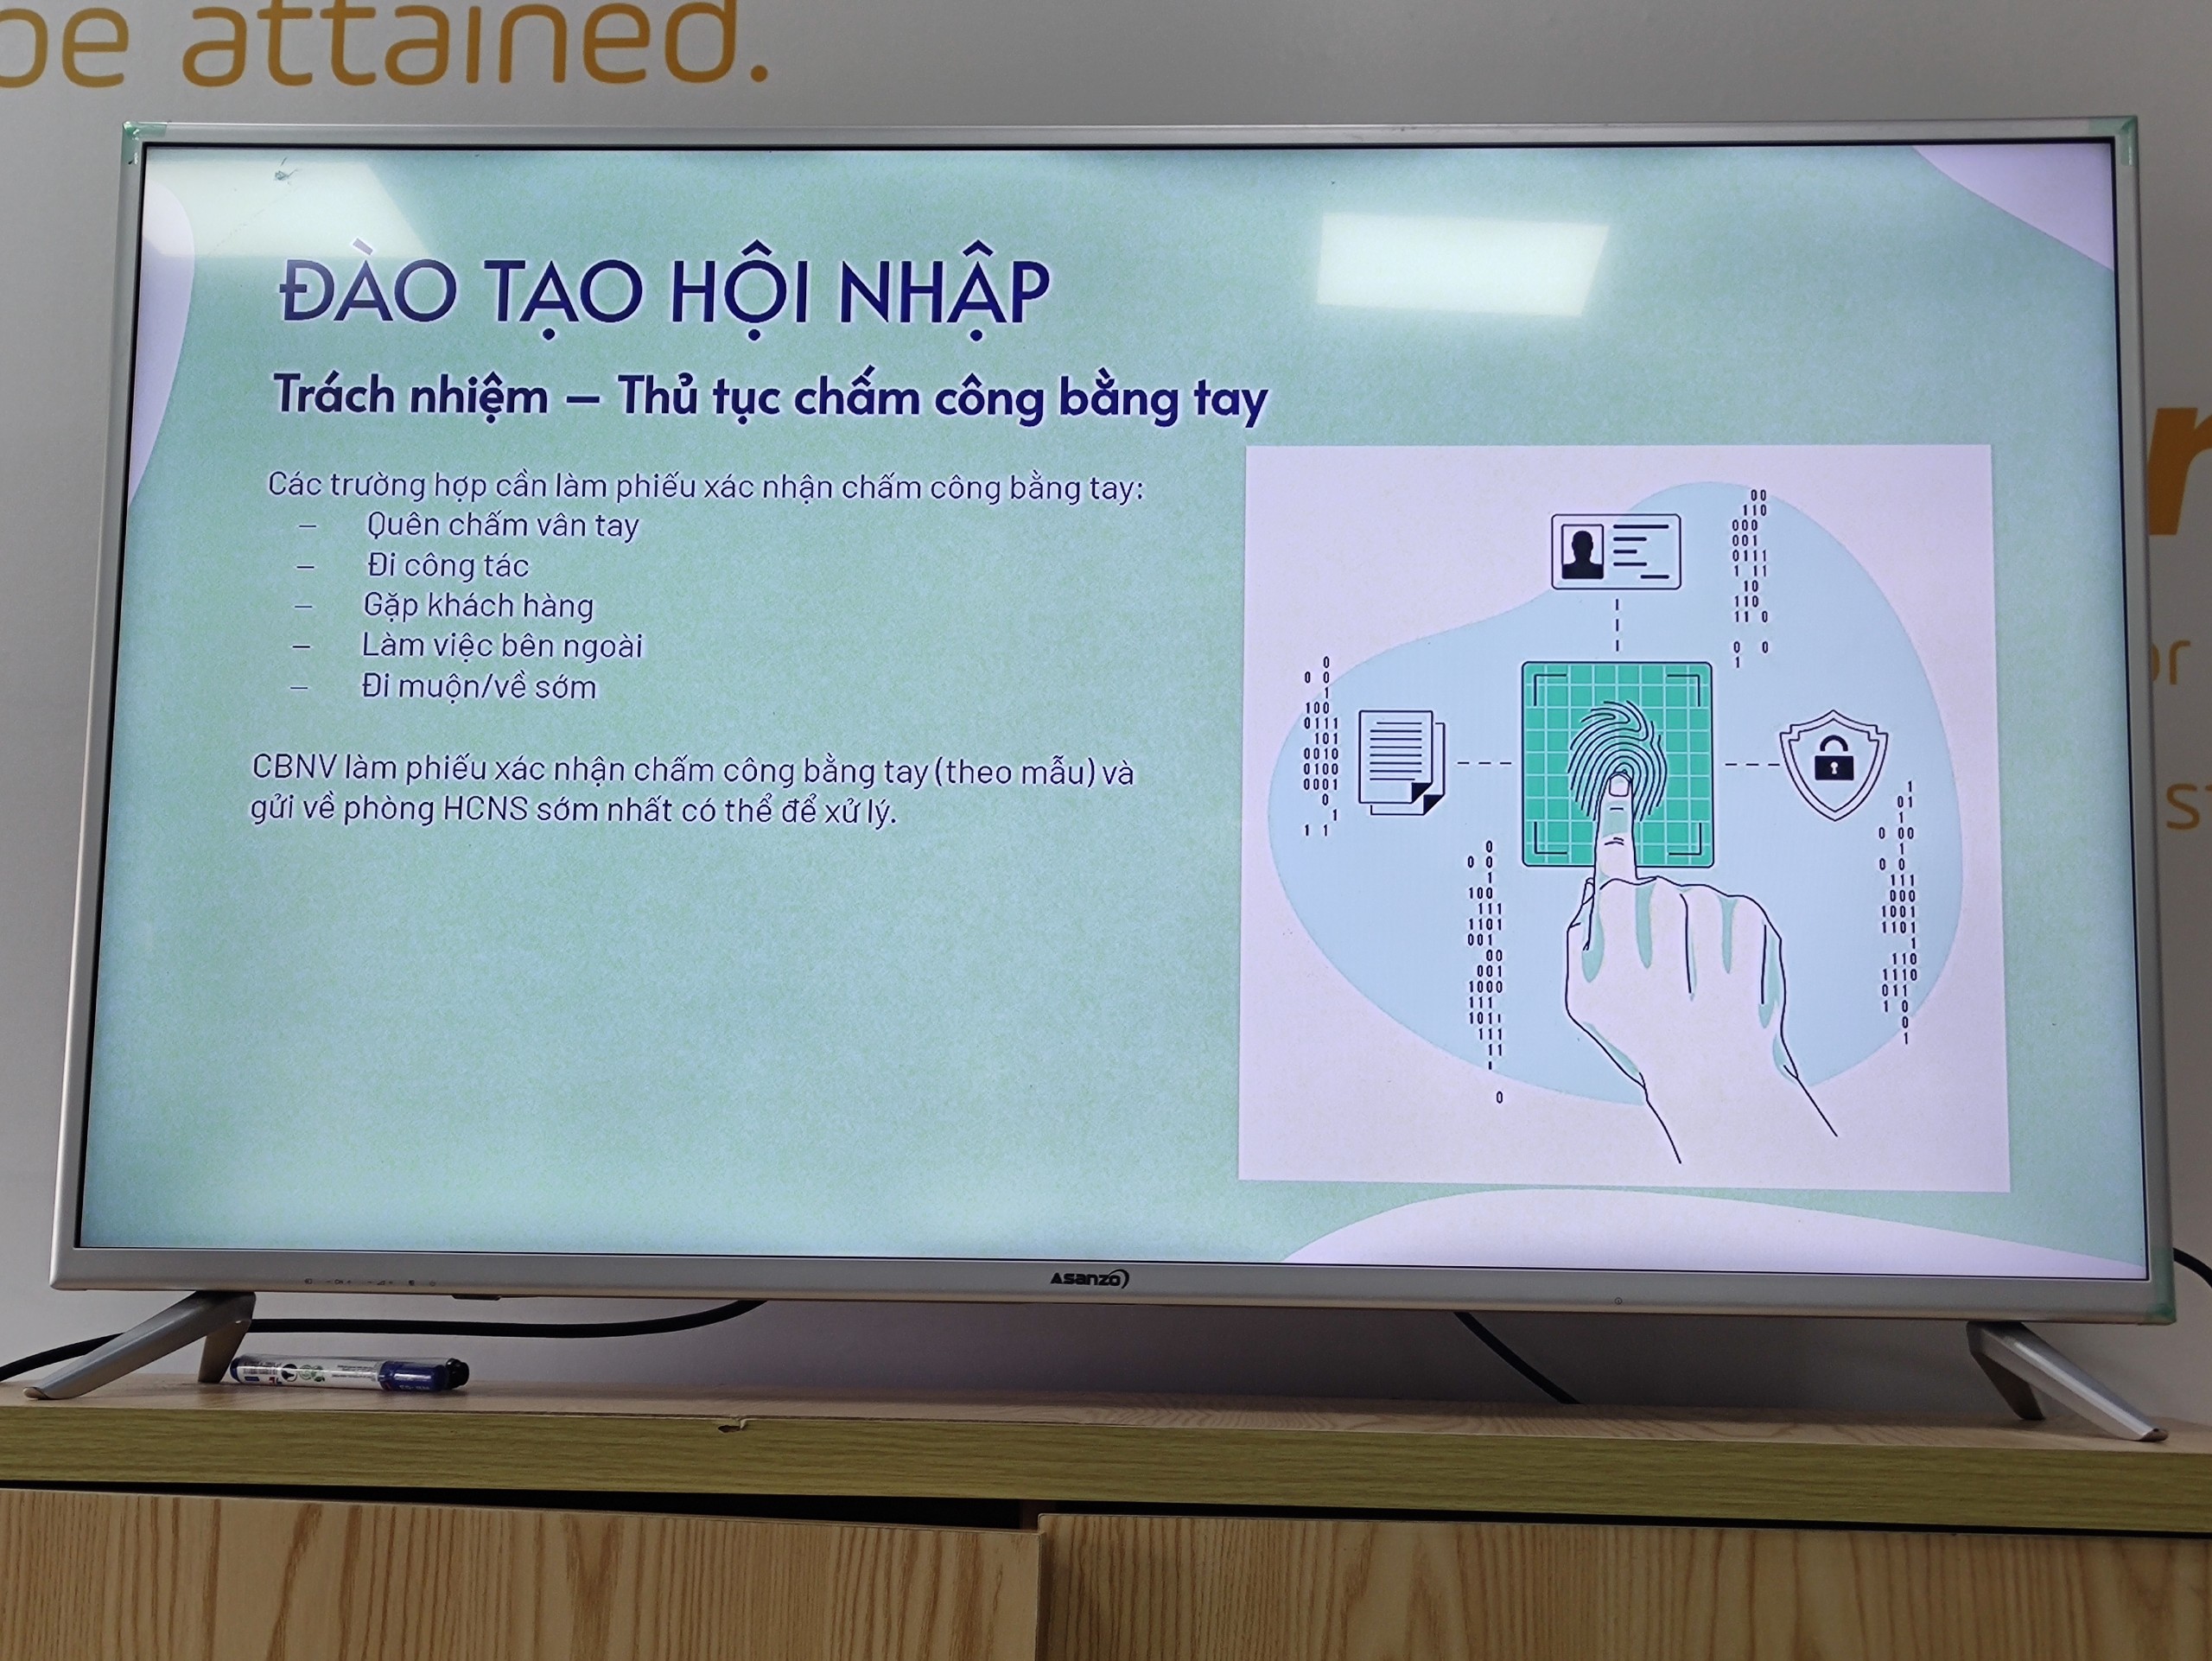 be attained.
ĐÀO TẠO HỘI NHẬP
Trách nhiệm – Thủ tục chấm công bằng tay
Các trường hợp cần làm phiếu xác nhận chấm công bằng tay:
– Quên chấm vân tay
– Đi công tác
– Gặp khách hàng
– Làm việc bên ngoài
– Đi muộn/về sớm
CBNV làm phiếu xác nhận chấm công bằng tay (theo mẫu) và
gửi về phòng HCNS sớm nhất có thể để xử lý.
Asanzo